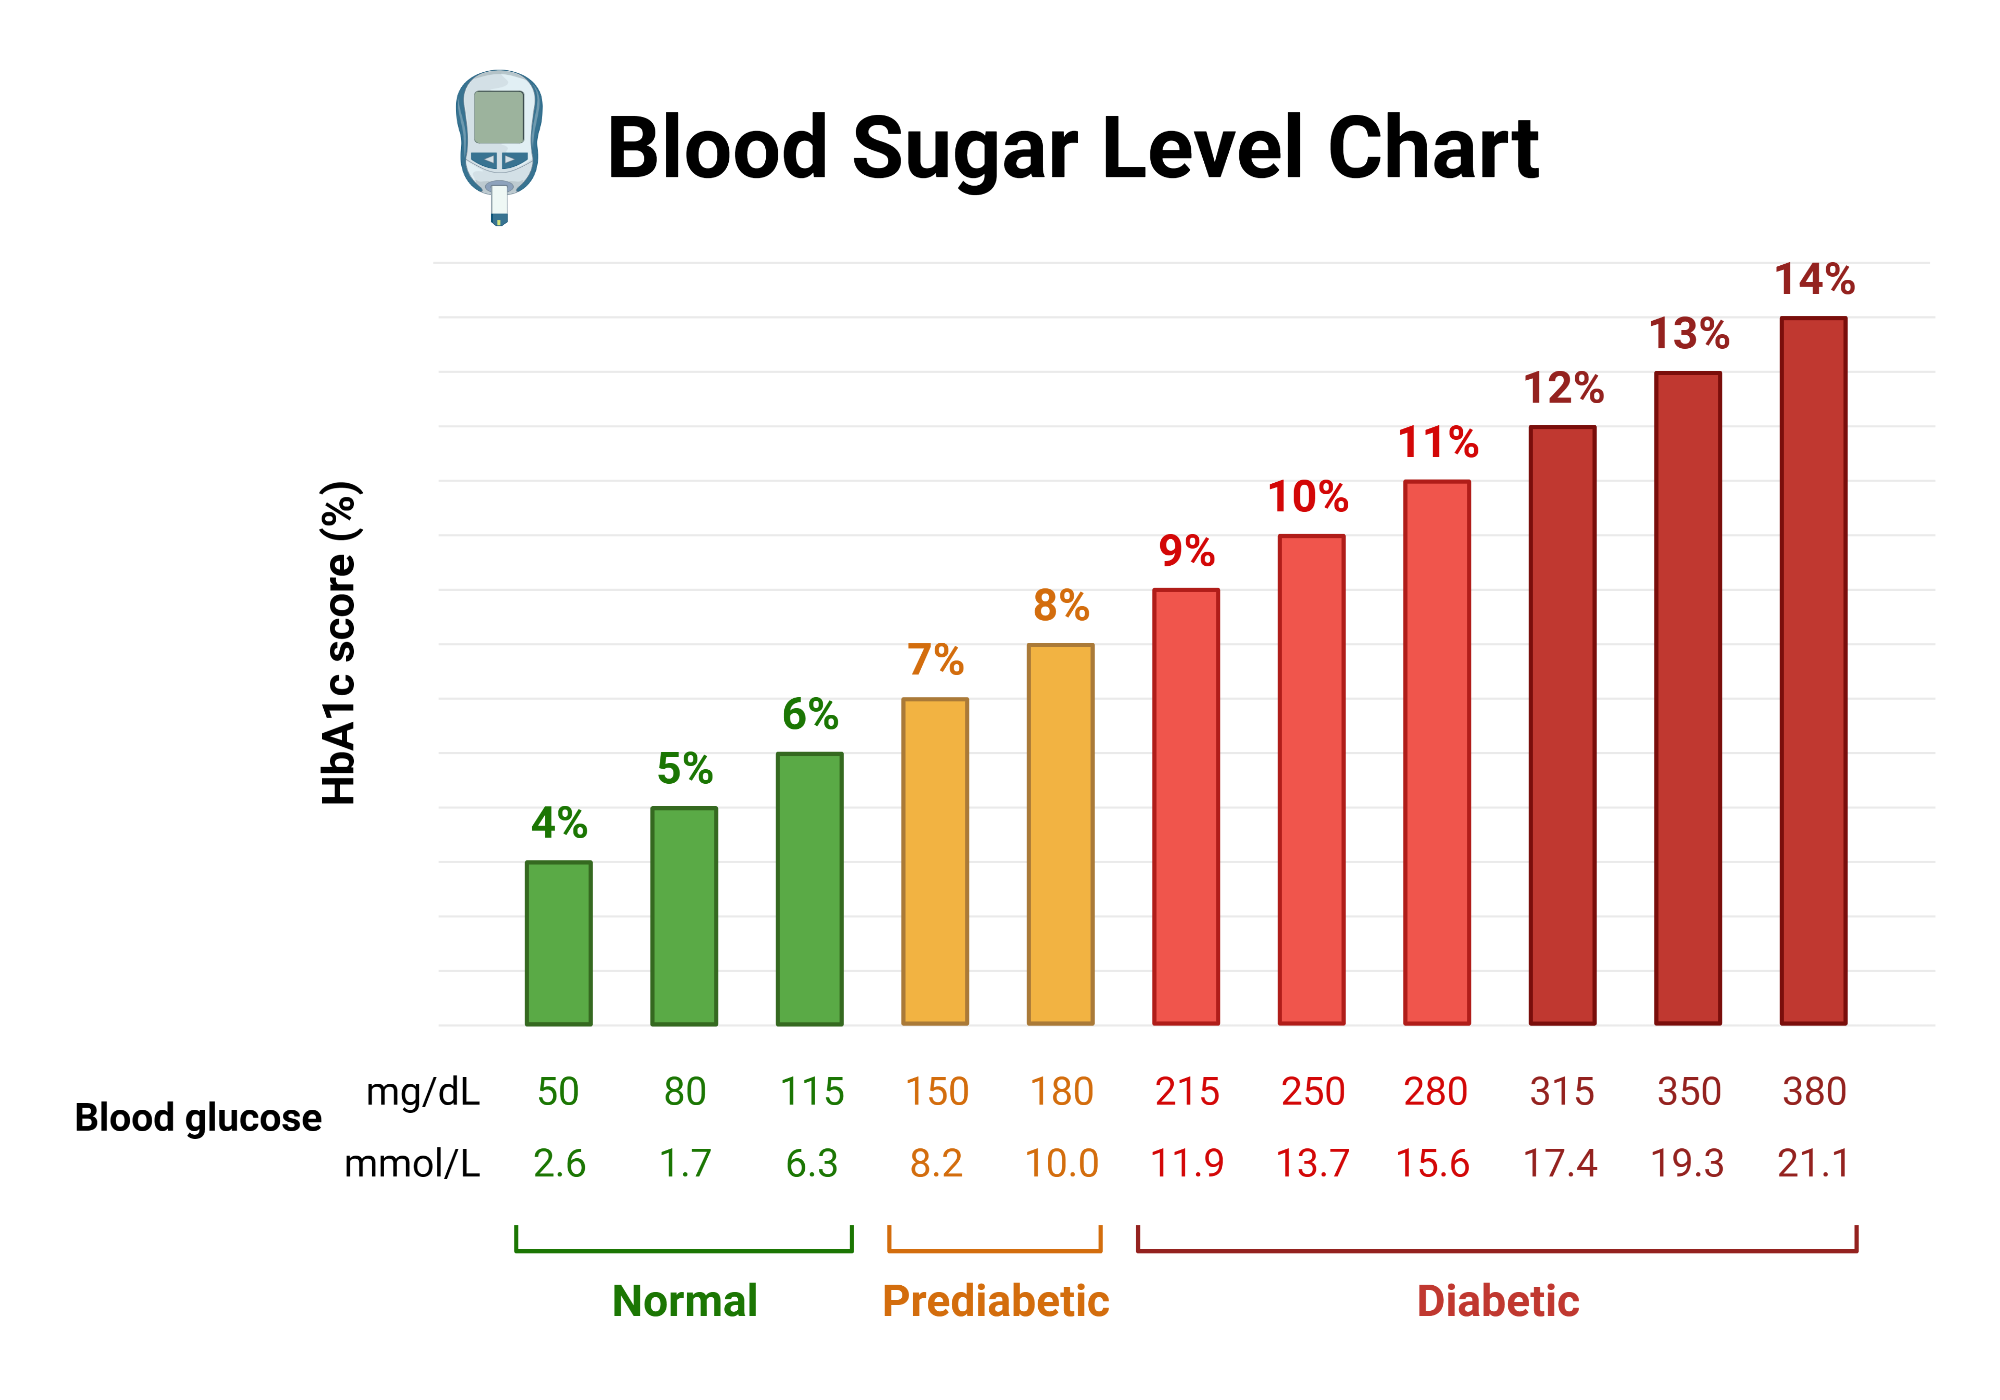 Blood Sugar Level Chart
HbA1c score (%)
4%
5%
6%
7%
8%
9%
10%
11%
12%
13%
14%
Blood glucose
mg/dL 50 80 115 150 180 215 250 280 315 350 380
mmol/L 2.6 1.7 6.3 8.2 10.0 11.9 13.7 15.6 17.4 19.3 21.1
Normal Prediabetic Diabetic